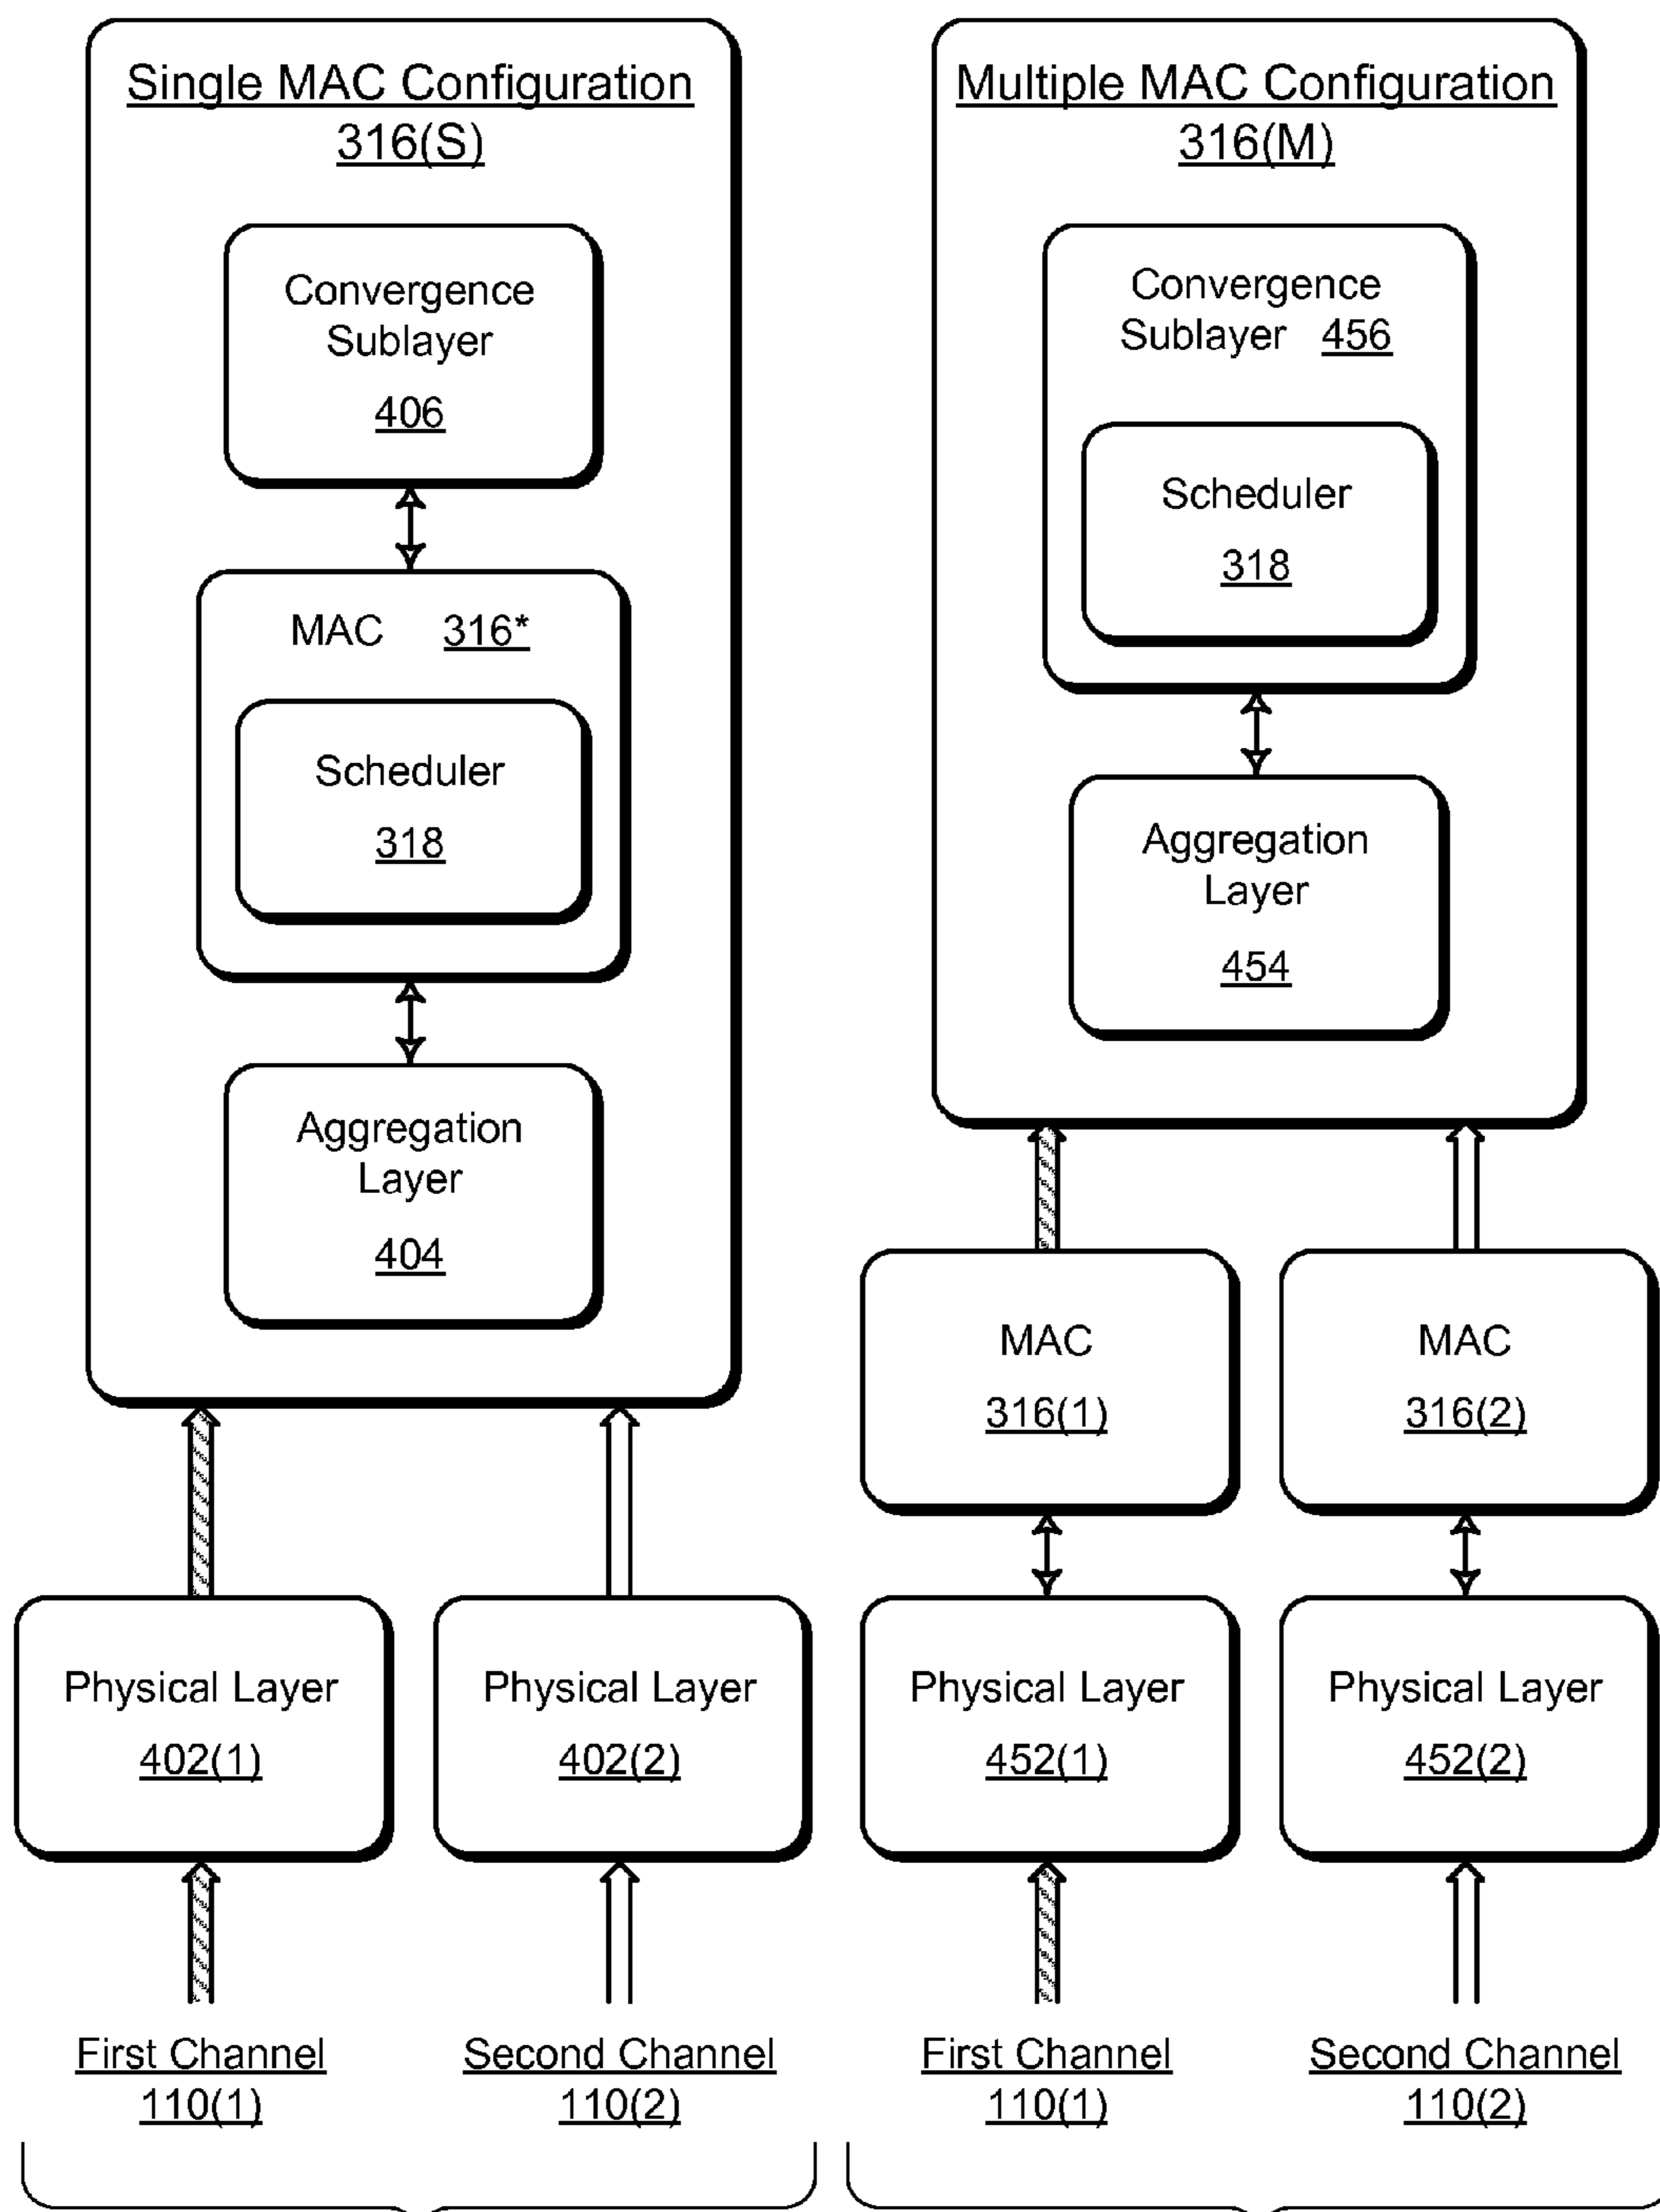 Single MAC Configuration
316(S)
Convergence
Sublayer
406
MAC 316*
Scheduler
318
Aggregation
Layer
404
Physical Layer
402(1)
Physical Layer
402(2)
First Channel
110(1)
Second Channel
110(2)
Multiple MAC Configuration
316(M)
Convergence
Sublayer 456
Scheduler
318
Aggregation
Layer
454
MAC
316(1)
MAC
316(2)
Physical Layer
452(1)
Physical Layer
452(2)
First Channel
110(1)
Second Channel
110(2)